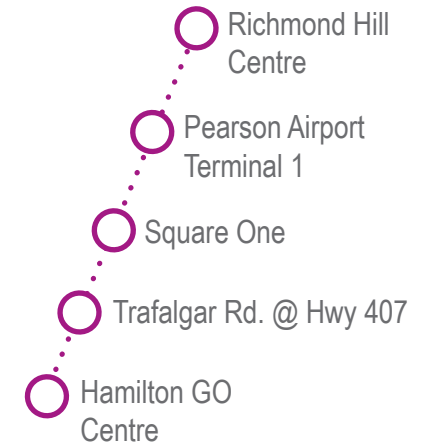 Richmond Hill
Centre
Pearson Airport
Terminal 1
Square One
Trafalgar Rd. @ Hwy 407
Hamilton GO
Centre